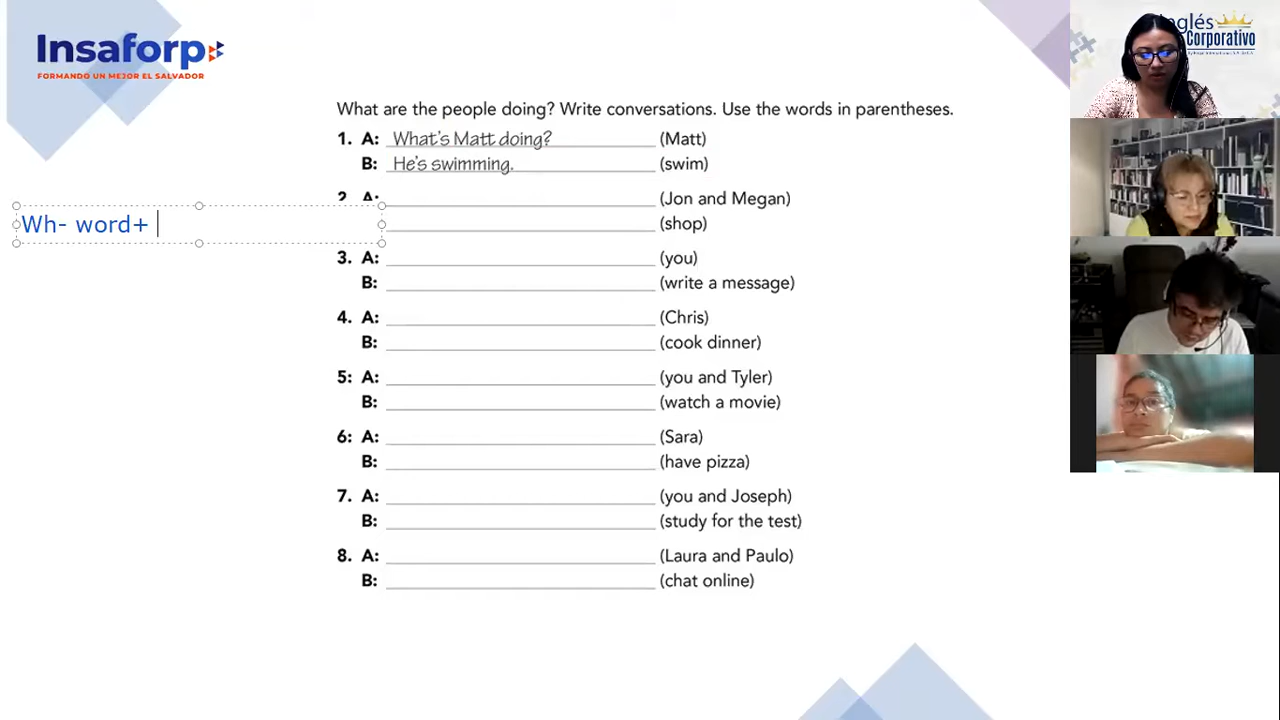 Insaforp
FORMANDO UN MEJOR EL SALVADOR
nglés
Corporativo
What are the people doing? Write conversations. Use the words in parentheses.
1. A: What's Matt doing? (Matt)
B: He's swimming. (swim)
2 A: (Jon and Megan)
(shop)
Wh- word+
3. A: (you)
B: (write a message)
4. A: (Chris)
B: (cook dinner)
5: A: (you and Tyler)
B: (watch a movie)
6: A: (Sara)
B: (have pizza)
7. A: (you and Joseph)
B: (study for the test)
8. A: (Laura and Paulo)
B: (chat online)